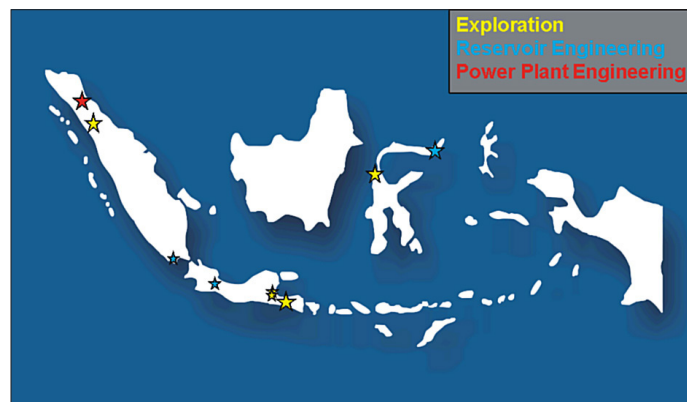 Exploration
Reservoir Engineering
Power Plant Engineering